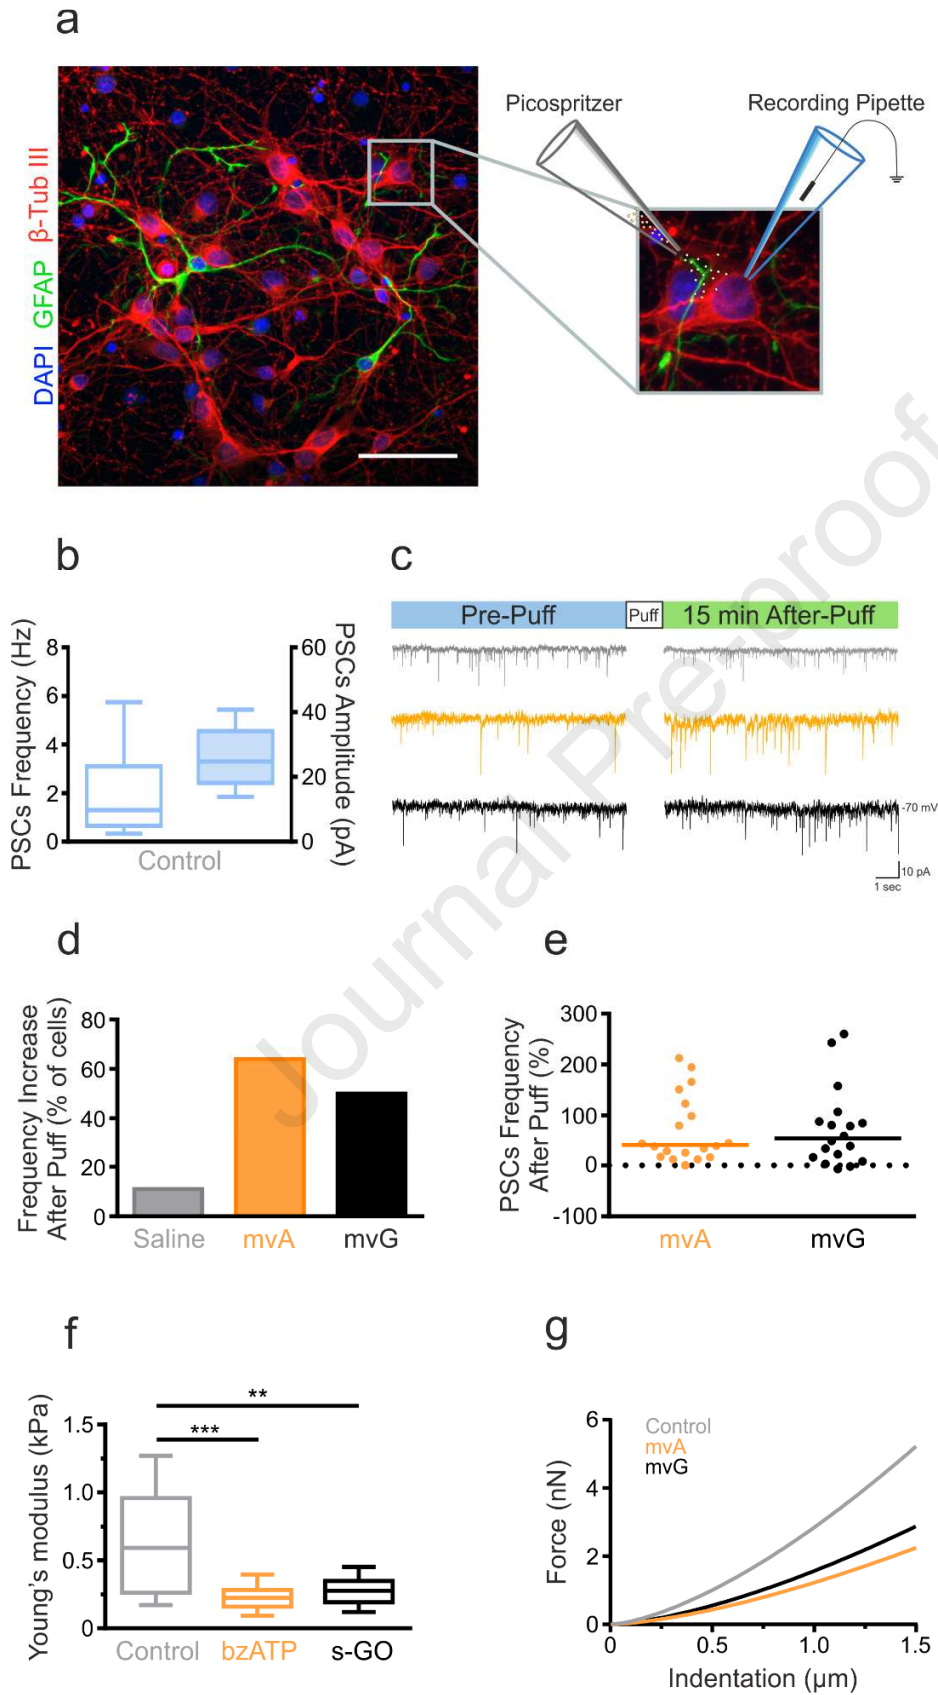 a
Picospritzer
Recording Pipette
DAPI GFAP β-Tub III
b
PSCs Frequency (Hz)
8
6
4
2
0
PSCs Amplitude (pA)
60
40
20
0
Control
c
Pre-Puff
Puff
15 min After-Puff
-70 mV
10 pA
1 sec
d
Frequency Increase
After Puff (% of cells)
80
60
40
20
0
Saline
mvA
mvG
e
PSCs Frequency
After Puff (%)
300
200
100
0
-100
mvA
mvG
f
Young's modulus (kPa)
1.5
1.0
0.5
0
**
***
Control
bzATP
s-GO
g
Force (nN)
6
4
2
0
Control
mvA
mvG
0
0.5
1.0
1.5
Indentation (µm)
Journal Pre-proof